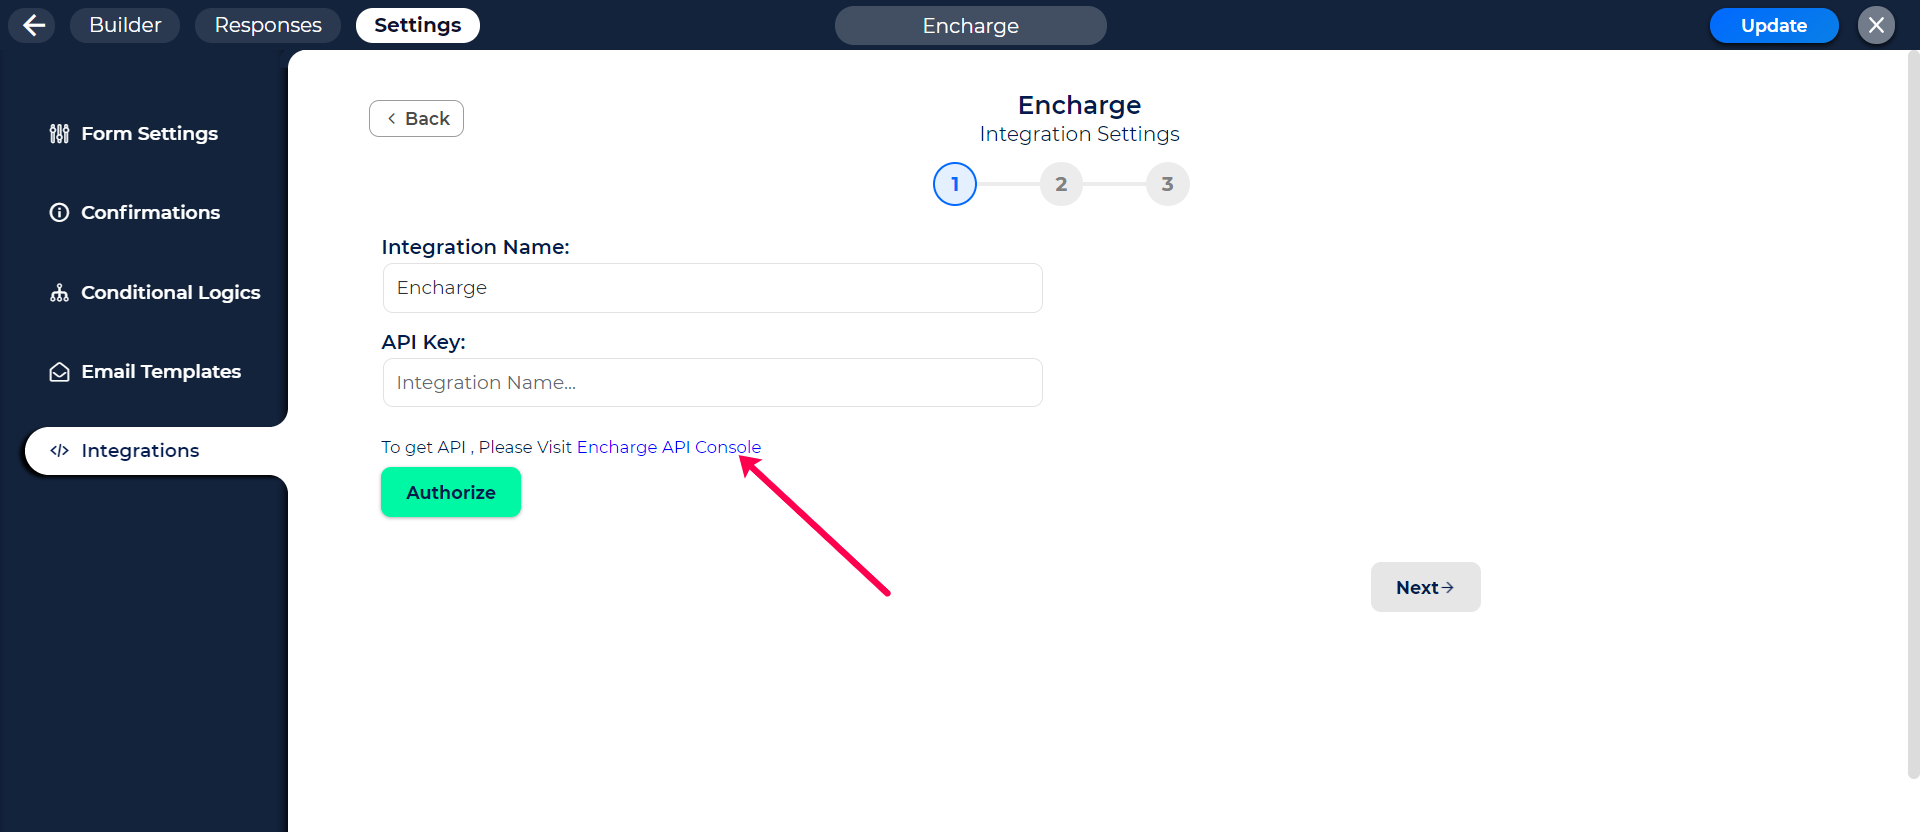 Builder
Responses
Settings
Encharge
Update
Form Settings
Confirmations
Conditional Logics
Email Templates
Integrations
Back
Encharge
Integration Settings
1
2
3
Integration Name:
Encharge
API Key:
Integration Name...
To get API , Please Visit Encharge API Console
Authorize
Next